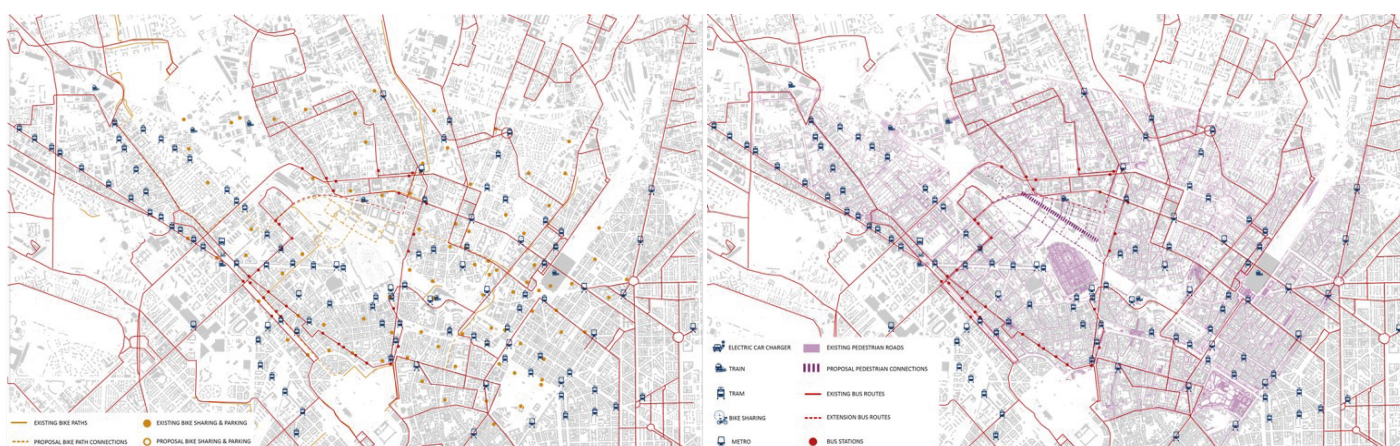 EXISTING BIKE PATHS
EXISTING BIKE SHARING & PARKING
PROPOSAL BIKE PATH CONNECTIONS
PROPOSAL BIKE SHARING & PARKING
ELECTRIC CAR CHARGER
EXISTING PEDESTRIAN ROADS
TRAIN
PROPOSAL PEDESTRIAN CONNECTIONS
TRAM
EXISTING BUS ROUTES
BIKE SHARING
EXTENSION BUS ROUTES
METRO
BUS STATIONS